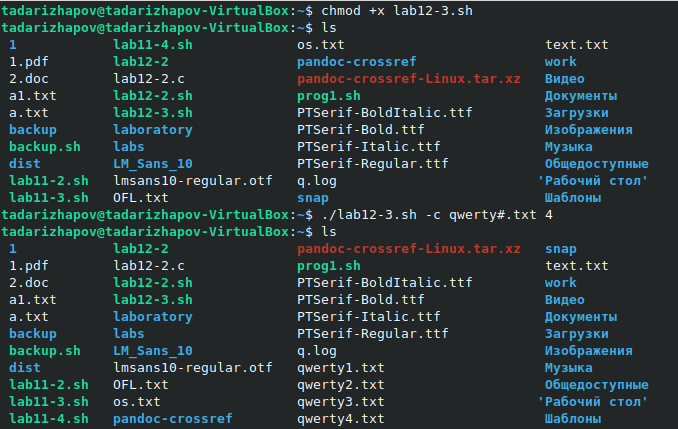 tadarizhapov@tadarizhapov-VirtualBox:~$ chmod +x lab12-3.sh
tadarizhapov@tadarizhapov-VirtualBox:~$ ls
1 lab11-4.sh os.txt text.txt
1.pdf lab12-2 pandoc-crossref work
2.doc lab12-2.c pandoc-crossref-Linux.tar.xz Видео
a1.txt lab12-2.sh prog1.sh Документы
a.txt lab12-3.sh PTSerif-BoldItalic.ttf Загрузки
backup laboratory PTSerif-Bold.ttf Изображения
backup.sh labs PTSerif-Italic.ttf Музыка
dist LM_Sans_10 PTSerif-Regular.ttf Общедоступные
lab11-2.sh lmsans10-regular.otf q.log 'Рабочий стол'
lab11-3.sh OFL.txt snap Шаблоны
tadarizhapov@tadarizhapov-VirtualBox:~$ ./lab12-3.sh -c qwerty#.txt 4
tadarizhapov@tadarizhapov-VirtualBox:~$ ls
1 lab12-2 pandoc-crossref-Linux.tar.xz snap
1.pdf lab12-2.c prog1.sh text.txt
2.doc lab12-2.sh PTSerif-BoldItalic.ttf work
a1.txt lab12-3.sh PTSerif-Bold.ttf Видео
a.txt laboratory PTSerif-Italic.ttf Документы
backup labs PTSerif-Regular.ttf Загрузки
backup.sh LM_Sans_10 q.log Изображения
dist lmsans10-regular.otf qwerty1.txt Музыка
lab11-2.sh OFL.txt qwerty2.txt Общедоступные
lab11-3.sh os.txt qwerty3.txt 'Рабочий стол'
lab11-4.sh pandoc-crossref qwerty4.txt Шаблоны